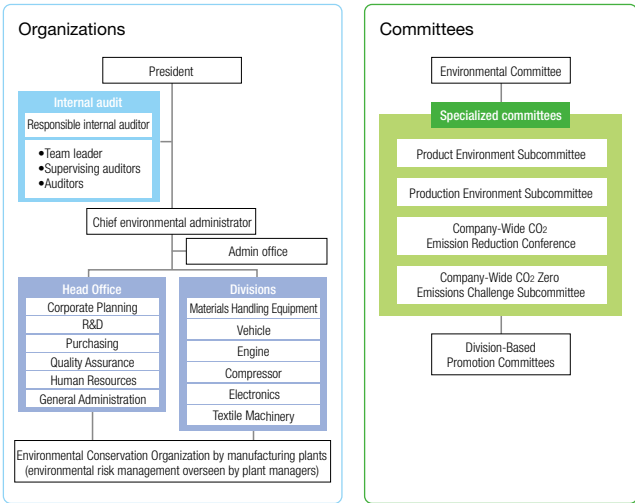 Organizations
President
Internal audit
Responsible internal auditor
●Team leader
●Supervising auditors
●Auditors
Chief environmental administrator
Admin office
Head Office
Corporate Planning
R&D
Purchasing
Quality Assurance
Human Resources
General Administration
Divisions
Materials Handling Equipment
Vehicle
Engine
Compressor
Electronics
Textile Machinery
Environmental Conservation Organization by manufacturing plants
(environmental risk management overseen by plant managers)
Committees
Environmental Committee
Specialized committees
Product Environment Subcommittee
Production Environment Subcommittee
Company-Wide CO₂
Emission Reduction Conference
Company-Wide CO₂ Zero
Emissions Challenge Subcommittee
Division-Based
Promotion Committees